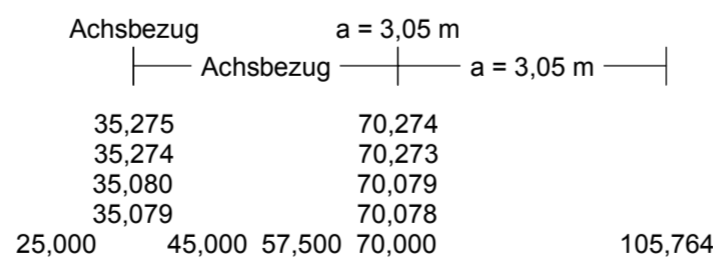 Achsbezug a = 3,05 m
Achsbezug a = 3,05 m
35,275 70,274
35,274 70,273
35,080 70,079
35,079 70,078
25,000 45,000 57,500 70,000 105,764